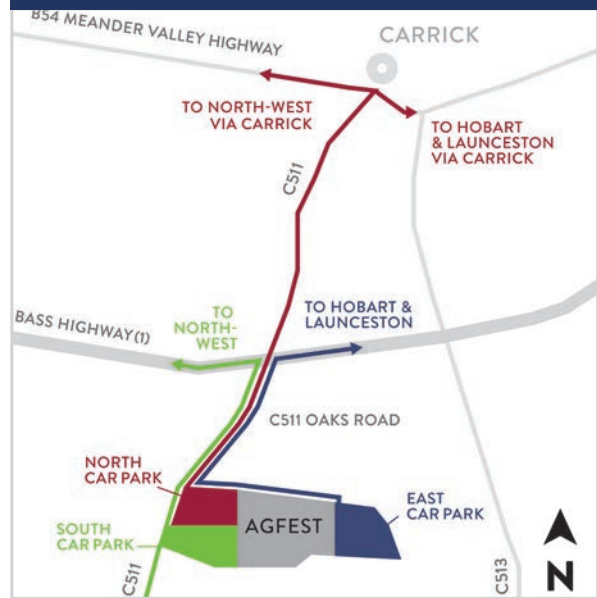 B54 MEANDER VALLEY HIGHWAY
CARRICK
TO NORTH-WEST
VIA CARRICK
TO HOBART
& LAUNCESTON
VIA CARRICK
C511
TO
NORTH-
WEST
TO HOBART &
LAUNCESTON
BASS HIGHWAY(1)
C511 OAKS ROAD
NORTH
CAR PARK
EAST
CAR PARK
AGFEST
SOUTH
CAR PARK
C511
C513
N